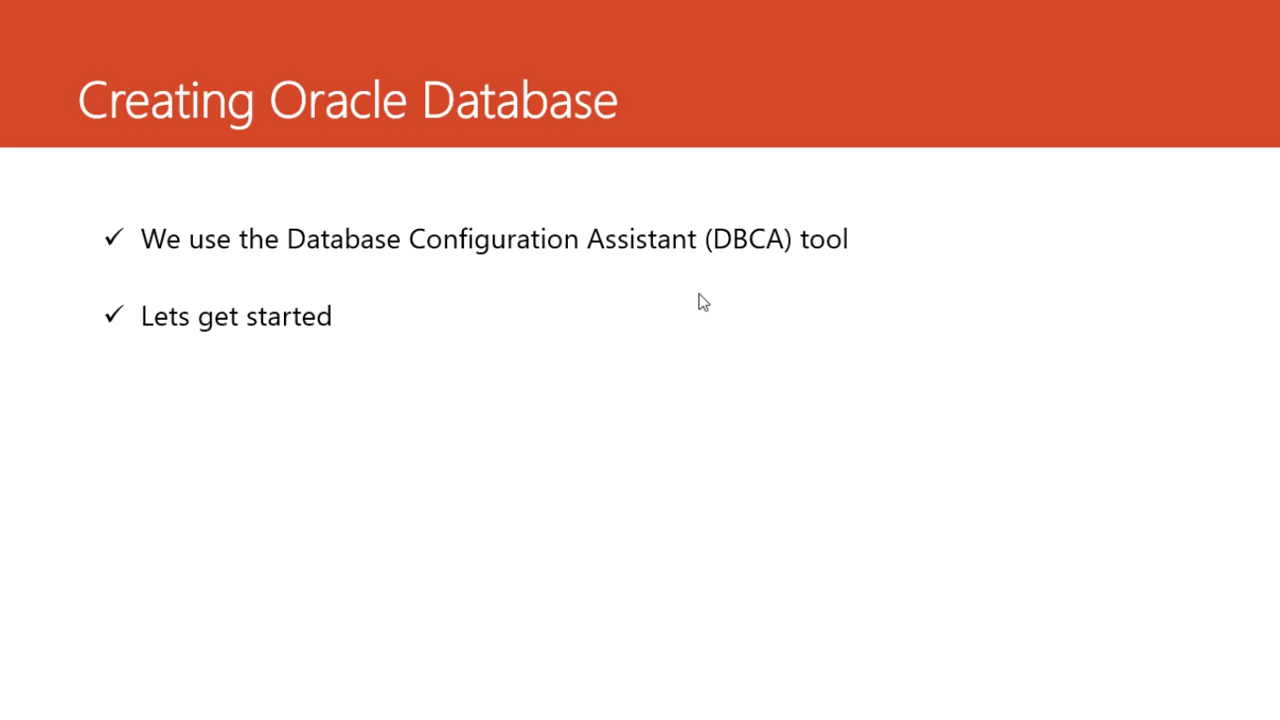 Creating Oracle Database
✓ We use the Database Configuration Assistant (DBCA) tool
✓ Lets get started